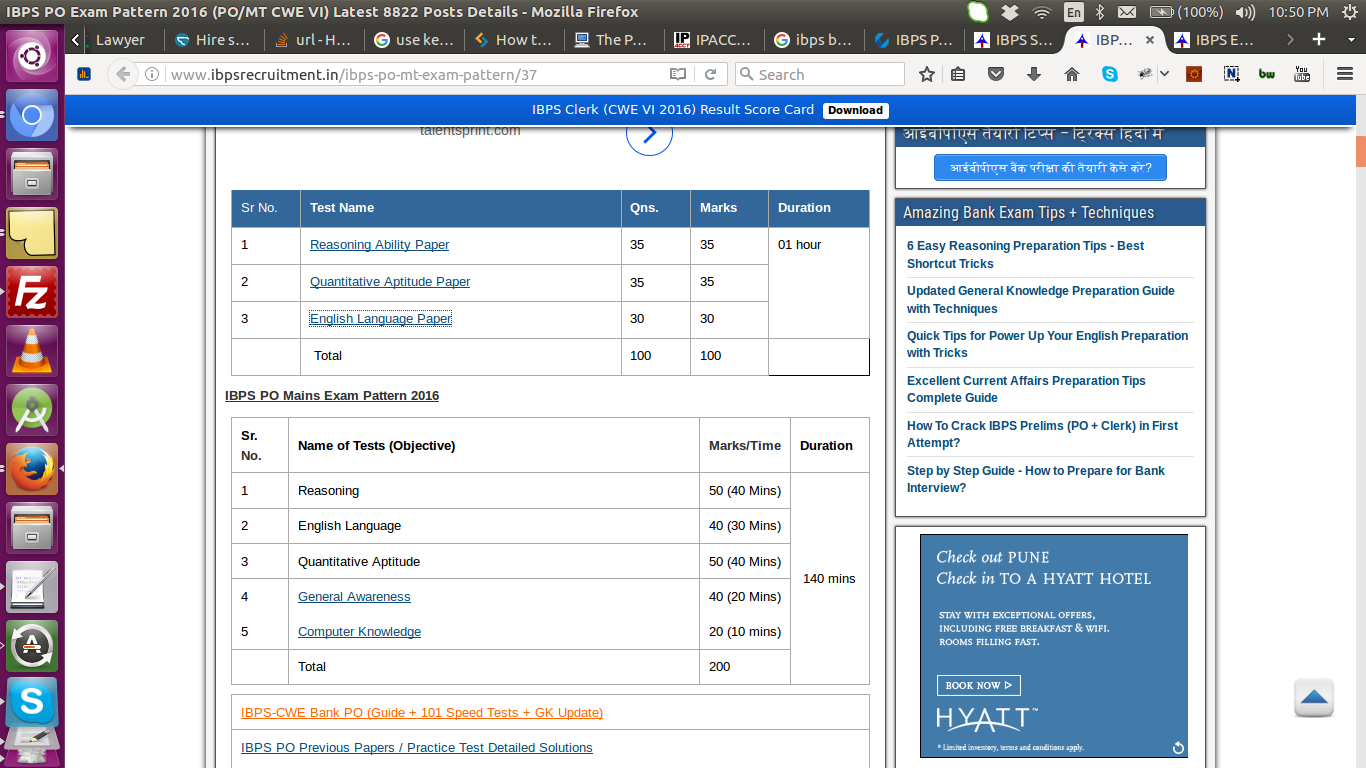 IBPS PO Exam Pattern 2016 (PO/MT CWE VI) Latest 8822 Posts Details - Mozilla Firefox
En (100%) 10:50 PM
Lawyer Hire s... url - H... use ke... How t... The P... IPACC... ibps b... IBPS P... IBPS S... IBP... IBPS E...
www.ibpsrecruitment.in/ibps-po-mt-exam-pattern/37
Search
IBPS Clerk (CWE VI 2016) Result Score Card Download
talentsprint.com
Sr No. Test Name Qns. Marks Duration
1 Reasoning Ability Paper 35 35 01 hour
2 Quantitative Aptitude Paper 35 35
3 English Language Paper 30 30
Total 100 100
IBPS PO Mains Exam Pattern 2016
Sr. No. Name of Tests (Objective) Marks/Time Duration
1 Reasoning 50 (40 Mins)
2 English Language 40 (30 Mins)
3 Quantitative Aptitude 50 (40 Mins)
140 mins
4 General Awareness 40 (20 Mins)
5 Computer Knowledge 20 (10 mins)
Total 200
IBPS-CWE Bank PO (Guide + 101 Speed Tests + GK Update)
IBPS PO Previous Papers / Practice Test Detailed Solutions
आईबीपीएस तैयारी टिप्स - ट्रिक्स हिंदी में
आईबीपीएस बैंक परीक्षा की तैयारी कैसे करे?
Amazing Bank Exam Tips + Techniques
6 Easy Reasoning Preparation Tips - Best
Shortcut Tricks
Updated General Knowledge Preparation Guide
with Techniques
Quick Tips for Power Up Your English Preparation
with Tricks
Excellent Current Affairs Preparation Tips
Complete Guide
How To Crack IBPS Prelims (PO + Clerk) in First
Attempt?
Step by Step Guide - How to Prepare for Bank
Interview?
Check out PUNE
Check in TO A HYATT HOTEL
STAY WITH EXCEPTIONAL OFFERS,
INCLUDING FREE BREAKFAST & WIFI.
ROOMS FILLING FAST.
BOOK NOW
HYATT™
* Limited inventory, terms and conditions apply.